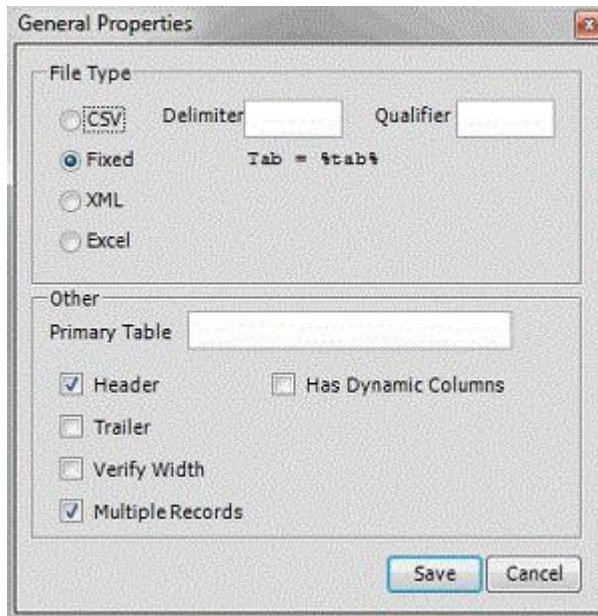 General Properties
File Type
CSV Delimiter Qualifier
Fixed Tab = %tab%
XML
Excel
Other
Primary Table
Header Has Dynamic Columns
Trailer
Verify Width
Multiple Records
Save Cancel